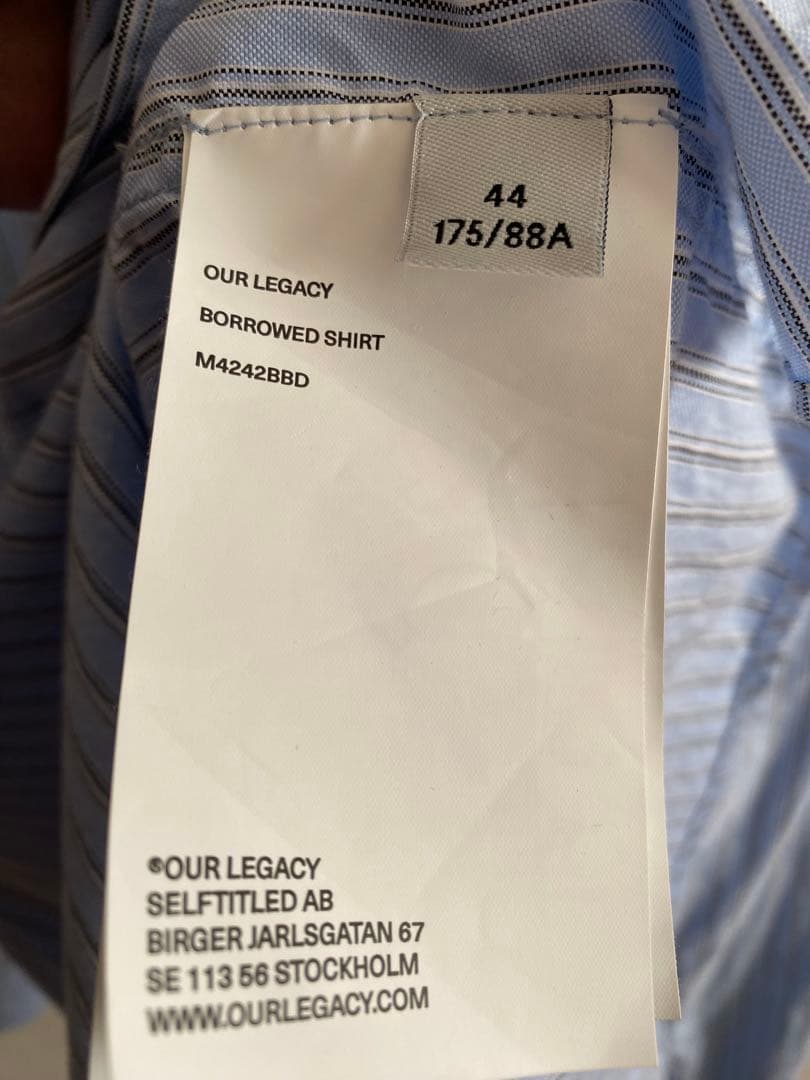 44
175/88A
OUR LEGACY
BORROWED SHIRT
M4242BBD
®OUR LEGACY
SELFTITLED AB
BIRGER JARLSGATAN 67
SE 113 56 STOCKHOLM
WWW.OURLEGACY.COM